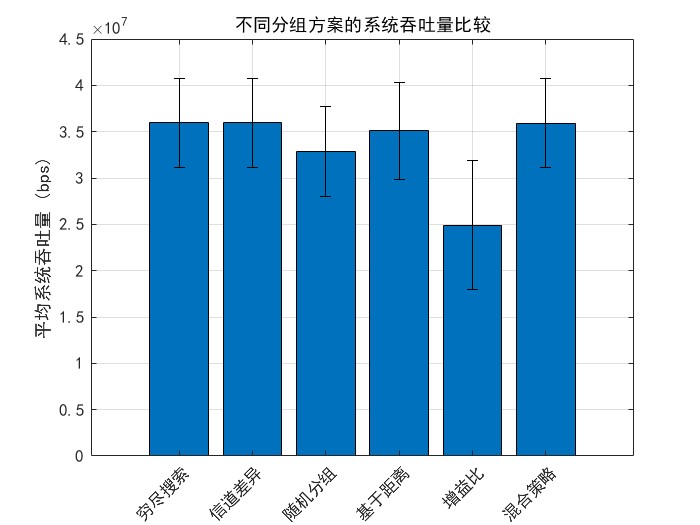 不同分组方案的系统吞吐量比较
×10⁷
4.5
4
3.5
3
2.5
2
1.5
1
0.5
0
平均系统吞吐量（bps）
穷尽搜索
信道差异
随机分组
基于距离
增益比
混合策略